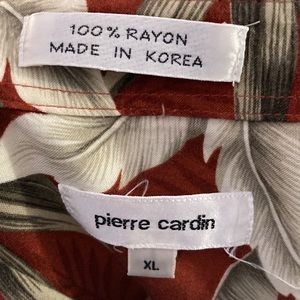 100% RAYON
MADE IN KOREA
pierre cardin
XL